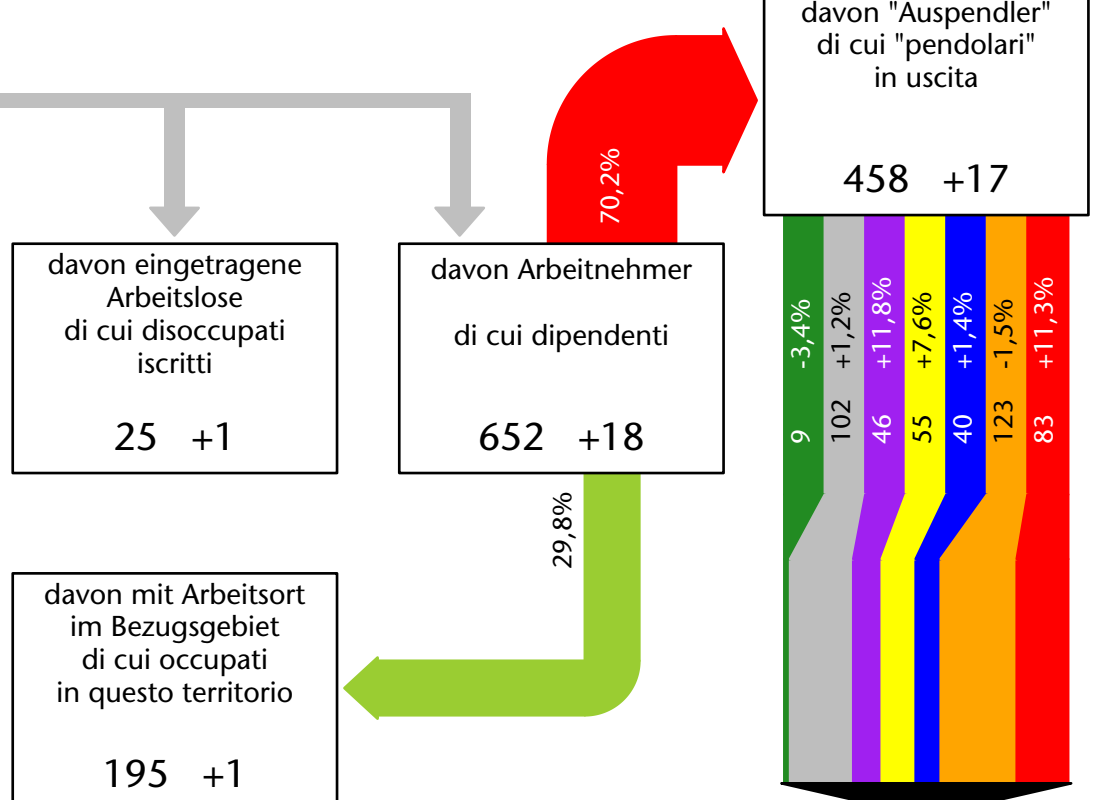 davon "Auspendler"
di cui "pendolari"
in uscita
458 +17
70,2%
davon eingetragene
Arbeitslose
di cui disoccupati
iscritti
25 +1
davon Arbeitnehmer
di cui dipendenti
652 +18
9 -3,4%
102 +1,2%
46 +11,8%
55 +7,6%
40 +1,4%
123 -1,5%
83 +11,3%
29,8%
davon mit Arbeitsort
im Bezugsgebiet
di cui occupati
in questo territorio
195 +1